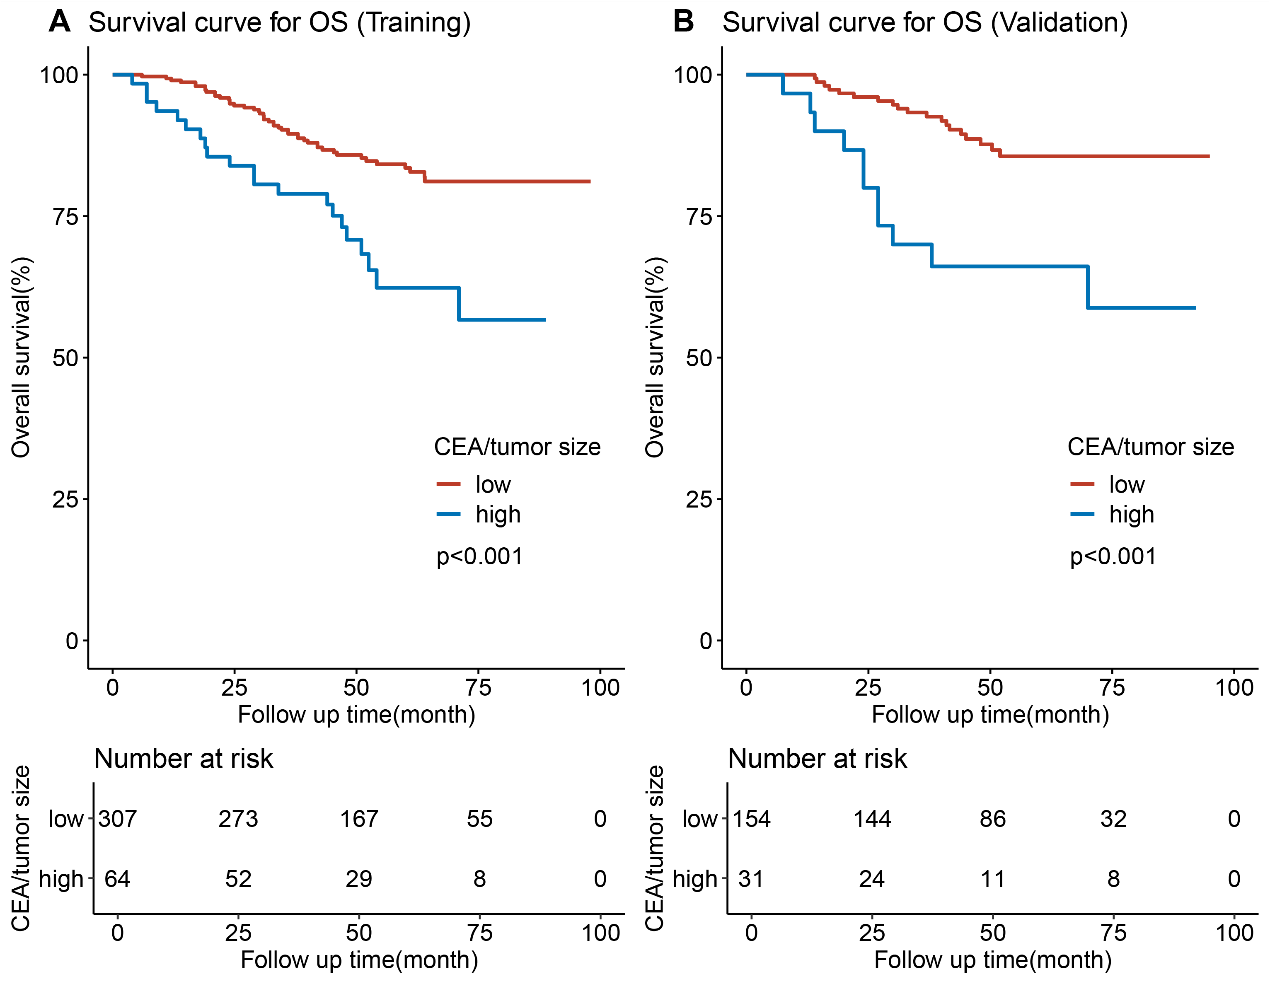 A Survival curve for OS (Training)
100
75
50
25
0
Overall survival(%)
CEA/tumor size
low
high
p<0.001
0 25 50 75 100
Follow up time(month)
Number at risk
CEA/tumor size
low 307 273 167 55 0
high 64 52 29 8 0
0 25 50 75 100
Follow up time(month)
B Survival curve for OS (Validation)
100
75
50
25
0
Overall survival(%)
CEA/tumor size
low
high
p<0.001
0 25 50 75 100
Follow up time(month)
Number at risk
CEA/tumor size
low 154 144 86 32 0
high 31 24 11 8 0
0 25 50 75 100
Follow up time(month)